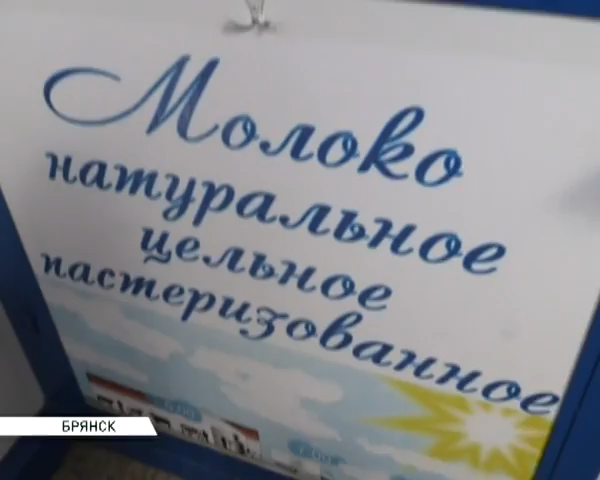 Молоко
натуральное
цельное
пастеризованное
БРЯНСК